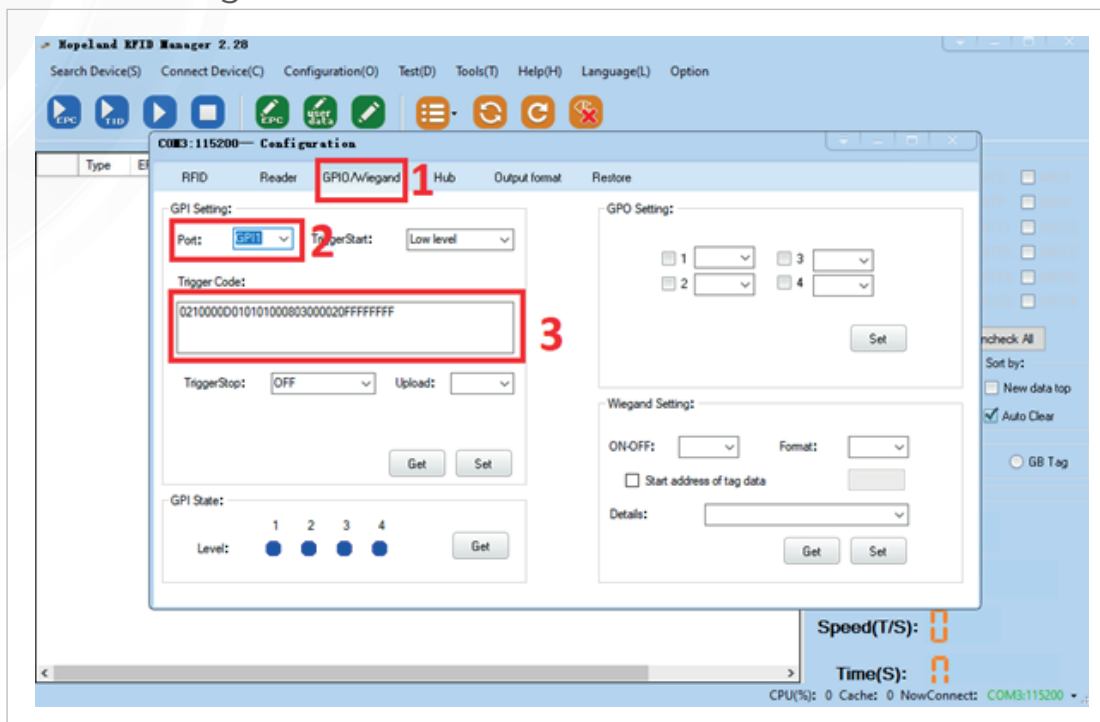 Hopeland RFID Manager 2.28
Search Device(S) Connect Device(C) Configuration(O) Test(D) Tools(T) Help(H) Language(L) Option
EPC TID EPC user data
COM3:115200— Configuration
Type
RFID Reader GPIO/Wiegand 1 Hub Output format Restore
GPI Setting:
Port: GPI1 2 TriggerStart: Low level
Trigger Code:
0210000D010101000803000020FFFFFFFF
3
TriggerStop: OFF Upload:
Get Set
GPI State:
1 2 3 4
Level:
Get
GPO Setting:
1 3
2 4
Set
Wiegand Setting:
ON-OFF: Format:
Start address of tag data
Details:
Get Set
ncheck All
Sort by:
New data top
Auto Clear
GB Tag
Speed(T/S): 0
Time(S): 0
CPU(%): 0 Cache: 0 NowConnect: COM3:115200